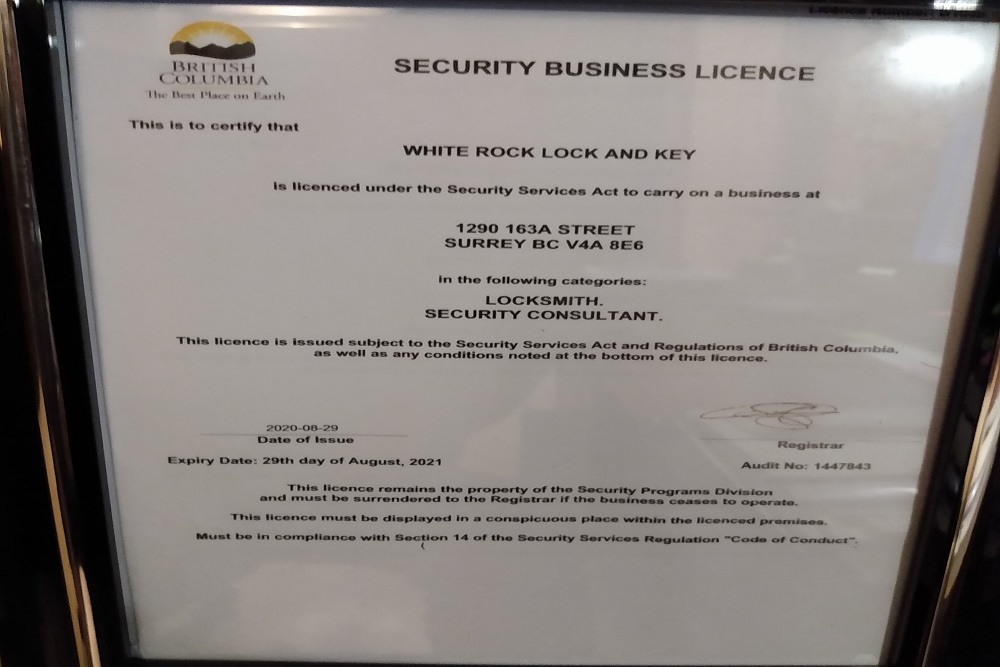 BRITISH
COLUMBIA
The Best Place on Earth
SECURITY BUSINESS LICENCE
This is to certify that
WHITE ROCK LOCK AND KEY
is licenced under the Security Services Act to carry on a business at
1290 163A STREET
SURREY BC V4A 8E6
in the following categories:
LOCKSMITH.
SECURITY CONSULTANT.
This licence is issued subject to the Security Services Act and Regulations of British Columbia,
as well as any conditions noted at the bottom of this licence.
2020-08-29
Date of Issue
Expiry Date: 29th day of August, 2021
Registrar
Audit No: 1447843
This licence remains the property of the Security Programs Division
and must be surrendered to the Registrar if the business ceases to operate.
This licence must be displayed in a conspicuous place within the licenced premises.
Must be in compliance with Section 14 of the Security Services Regulation "Code of Conduct".